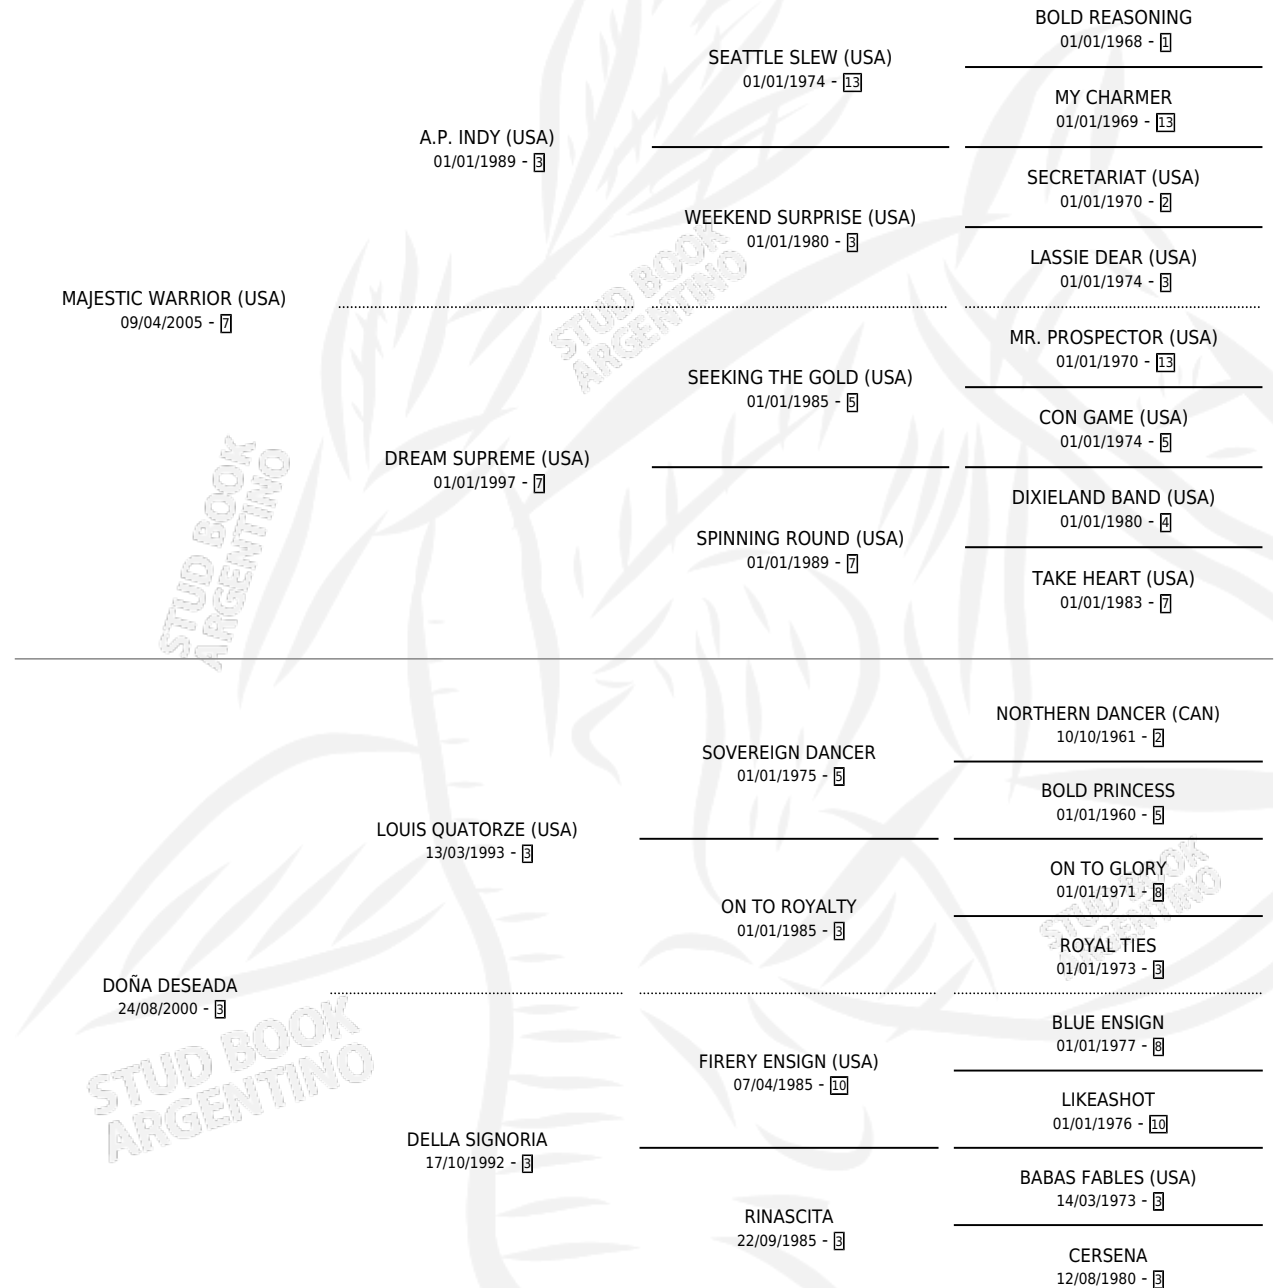 BOLD REASONING
01/01/1968 - 1
SEATTLE SLEW (USA)
01/01/1974 - 13
MY CHARMER
01/01/1969 - 13
A.P. INDY (USA)
01/01/1989 - 3
SECRETARIAT (USA)
01/01/1970 - 2
WEEKEND SURPRISE (USA)
01/01/1980 - 3
LASSIE DEAR (USA)
01/01/1974 - 3
MAJESTIC WARRIOR (USA)
09/04/2005 - 7
MR. PROSPECTOR (USA)
01/01/1970 - 13
SEEKING THE GOLD (USA)
01/01/1985 - 5
CON GAME (USA)
01/01/1974 - 5
DREAM SUPREME (USA)
01/01/1997 - 7
DIXIELAND BAND (USA)
01/01/1980 - 4
SPINNING ROUND (USA)
01/01/1989 - 7
TAKE HEART (USA)
01/01/1983 - 7
STUD BOOK
ARGENTINO
STUD BOOK
ARGENTINO
NORTHERN DANCER (CAN)
10/10/1961 - 2
SOVEREIGN DANCER
01/01/1975 - 5
BOLD PRINCESS
01/01/1960 - 5
LOUIS QUATORZE (USA)
13/03/1993 - 3
ON TO GLORY
01/01/1971 - 8
ON TO ROYALTY
01/01/1985 - 3
ROYAL TIES
01/01/1973 - 3
DOÑA DESEADA
24/08/2000 - 3
BLUE ENSIGN
01/01/1977 - 8
FIRERY ENSIGN (USA)
07/04/1985 - 10
LIKEASHOT
01/01/1976 - 10
DELLA SIGNORIA
17/10/1992 - 3
BABAS FABLES (USA)
14/03/1973 - 3
RINASCITA
22/09/1985 - 3
CERSENA
12/08/1980 - 3
STUD BOOK
ARGENTINO
STUD BOOK
ARGENTINO